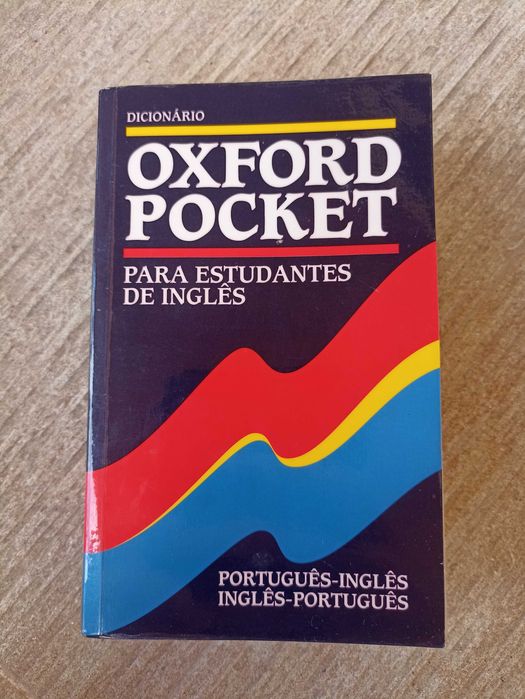 DICIONÁRIO
OXFORD
POCKET
PARA ESTUDANTES
DE INGLÊS
PORTUGUÊS-INGLÊS
INGLÊS-PORTUGUÊS